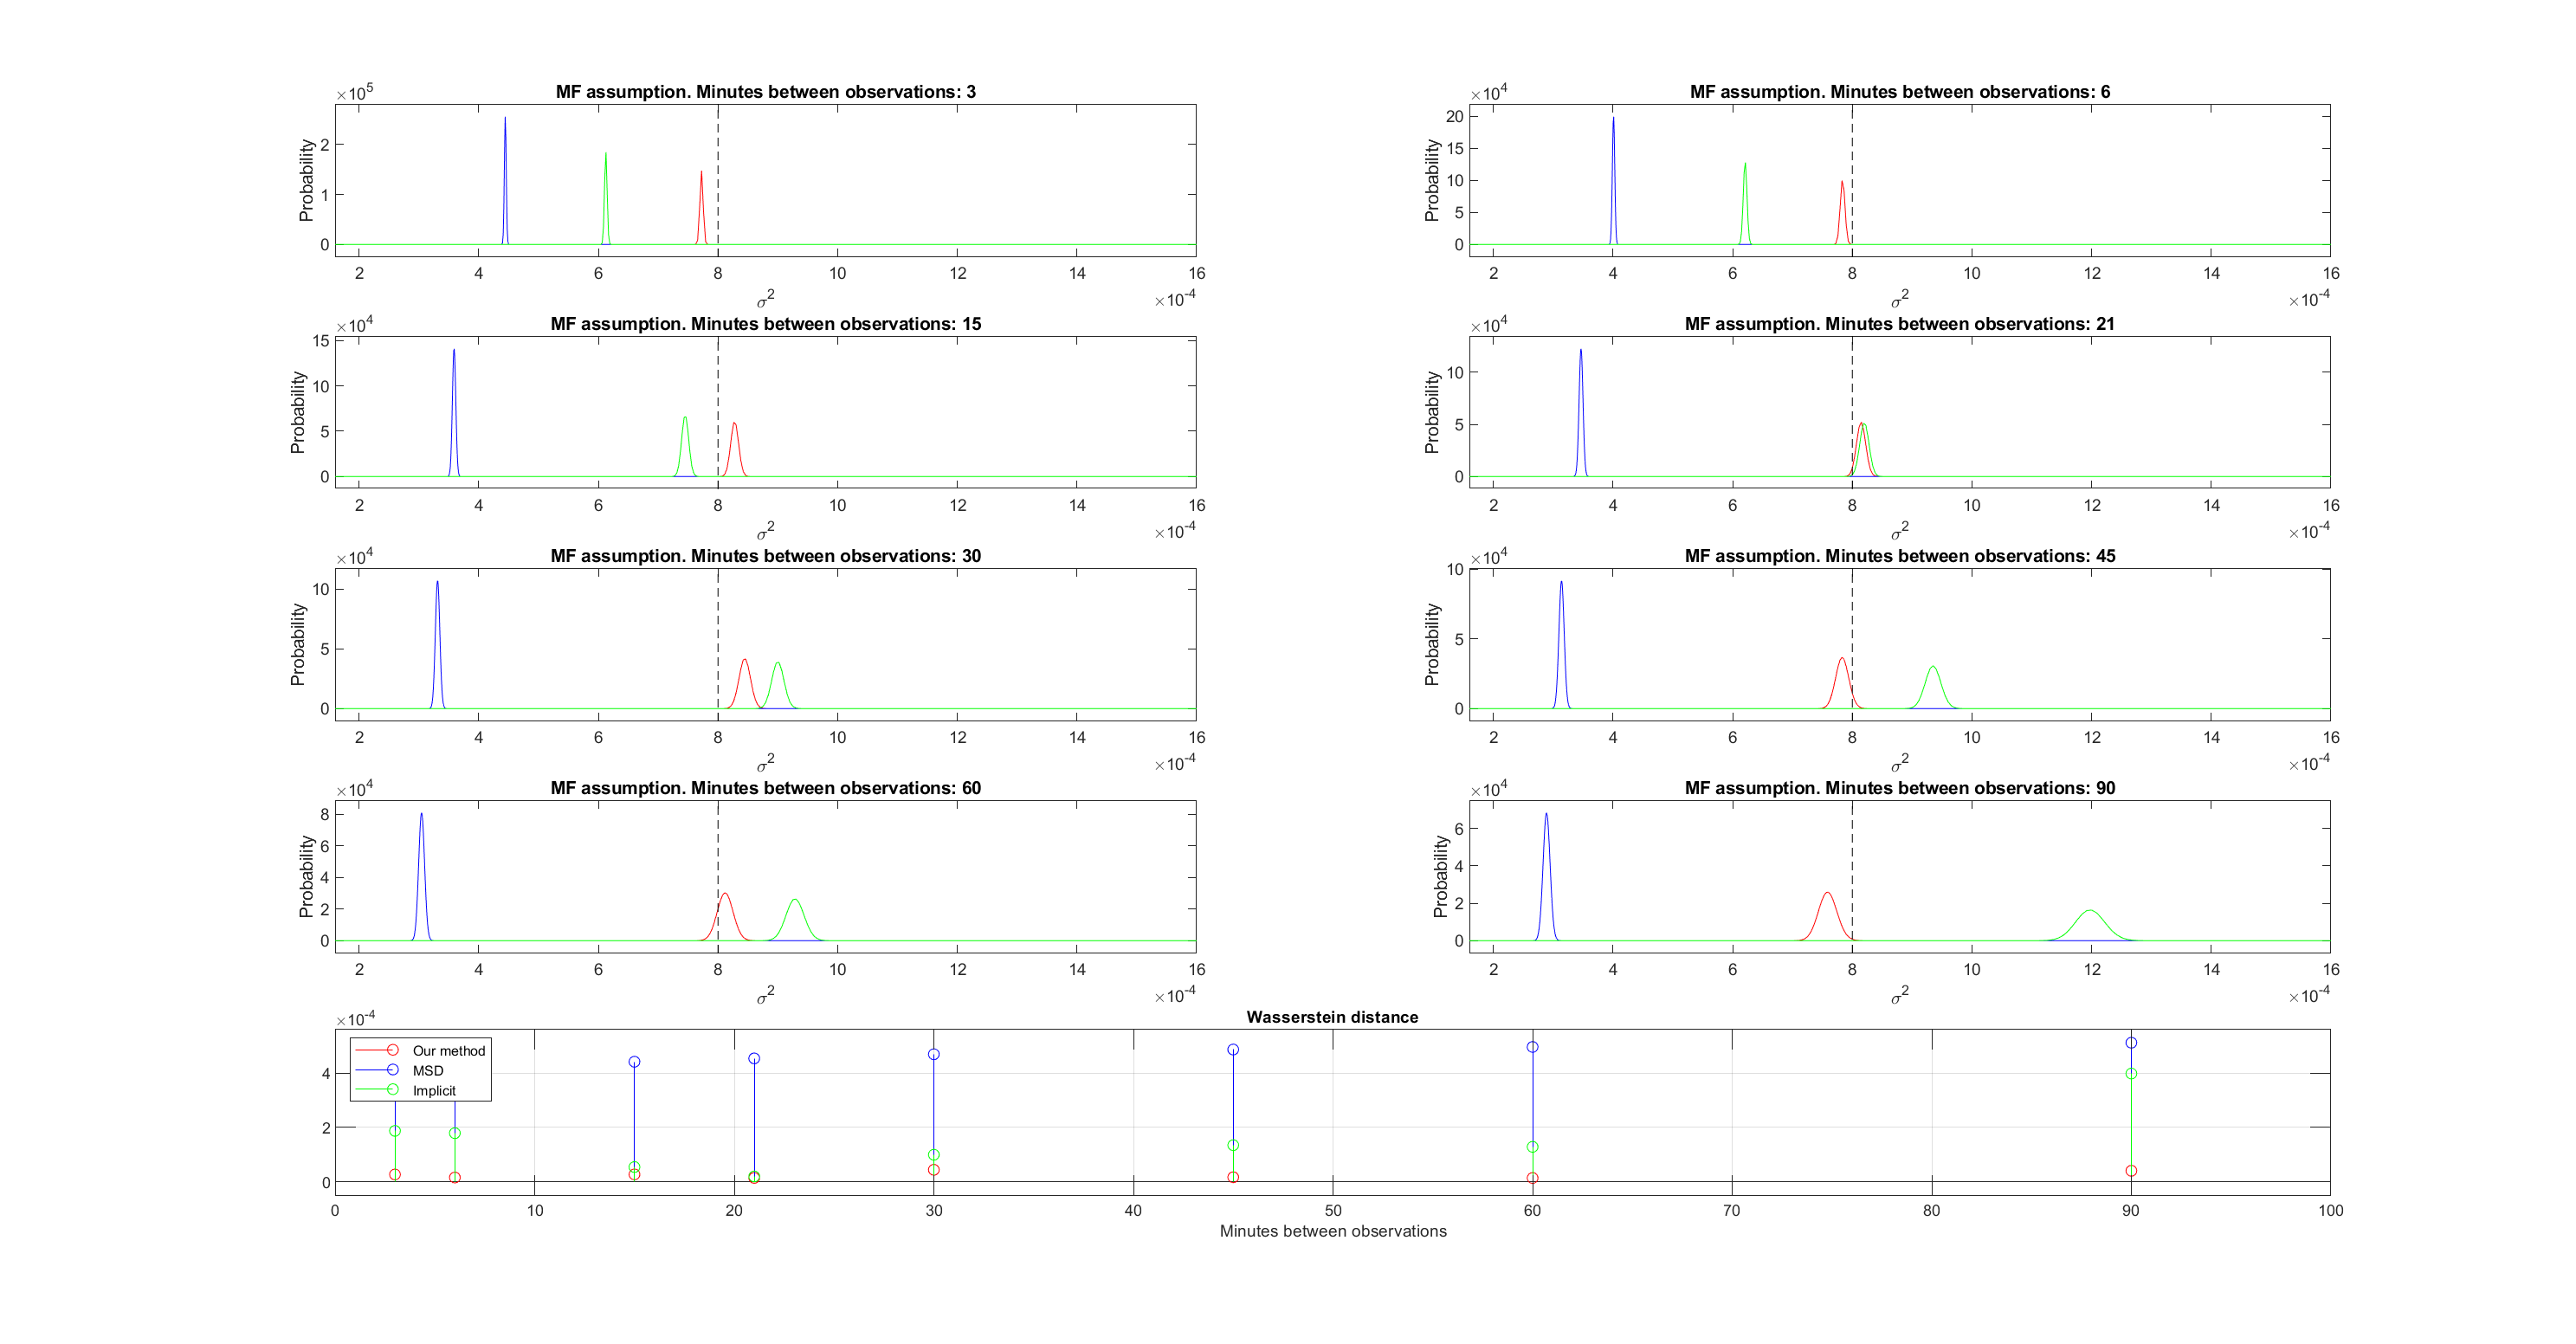 MF assumption. Minutes between observations: 3
×10^5
Probability
2
1
0
2 4 6 8 10 12 14 16
σ^2
×10^-4
MF assumption. Minutes between observations: 6
×10^4
Probability
20
15
10
5
0
2 4 6 8 10 12 14 16
σ^2
×10^-4
MF assumption. Minutes between observations: 15
×10^4
Probability
15
10
5
0
2 4 6 8 10 12 14 16
σ^2
×10^-4
MF assumption. Minutes between observations: 21
×10^4
Probability
10
5
0
2 4 6 8 10 12 14 16
σ^2
×10^-4
MF assumption. Minutes between observations: 30
×10^4
Probability
10
5
0
2 4 6 8 10 12 14 16
σ^2
×10^-4
MF assumption. Minutes between observations: 45
×10^4
Probability
10
5
0
2 4 6 8 10 12 14 16
σ^2
×10^-4
MF assumption. Minutes between observations: 60
×10^4
Probability
8
6
4
2
0
2 4 6 8 10 12 14 16
σ^2
×10^-4
MF assumption. Minutes between observations: 90
×10^4
Probability
6
4
2
0
2 4 6 8 10 12 14 16
σ^2
×10^-4
Wasserstein distance
×10^-4
Our method
MSD
Implicit
4
2
0
0 10 20 30 40 50 60 70 80 90 100
Minutes between observations